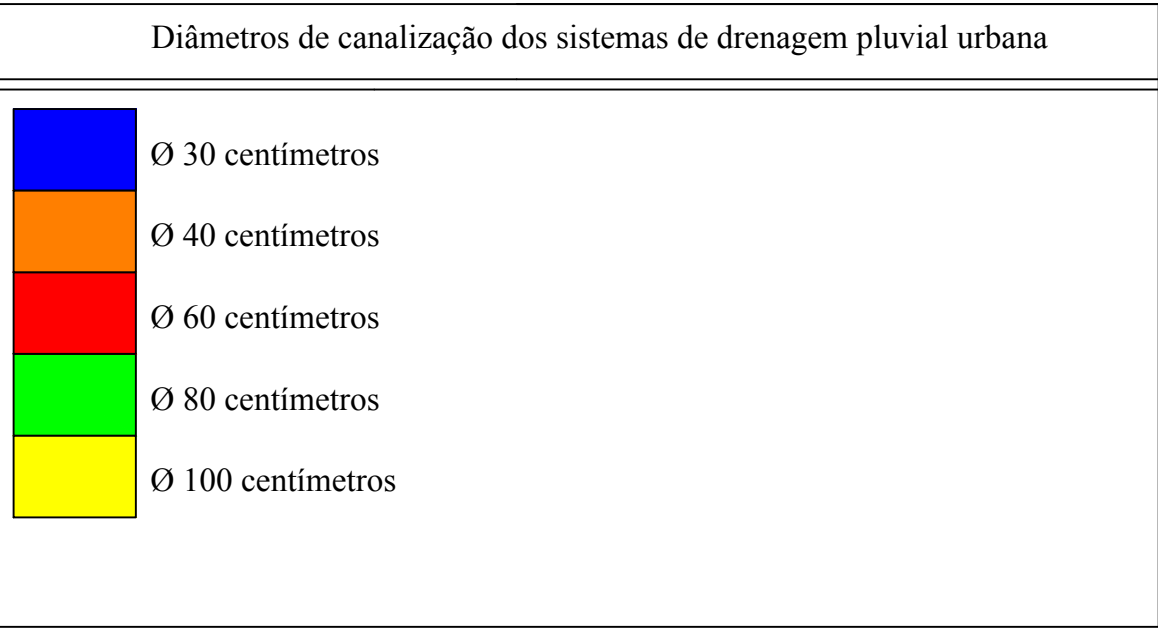 Diâmetros de canalização dos sistemas de drenagem pluvial urbana
Ø 30 centímetros
Ø 40 centímetros
Ø 60 centímetros
Ø 80 centímetros
Ø 100 centímetros